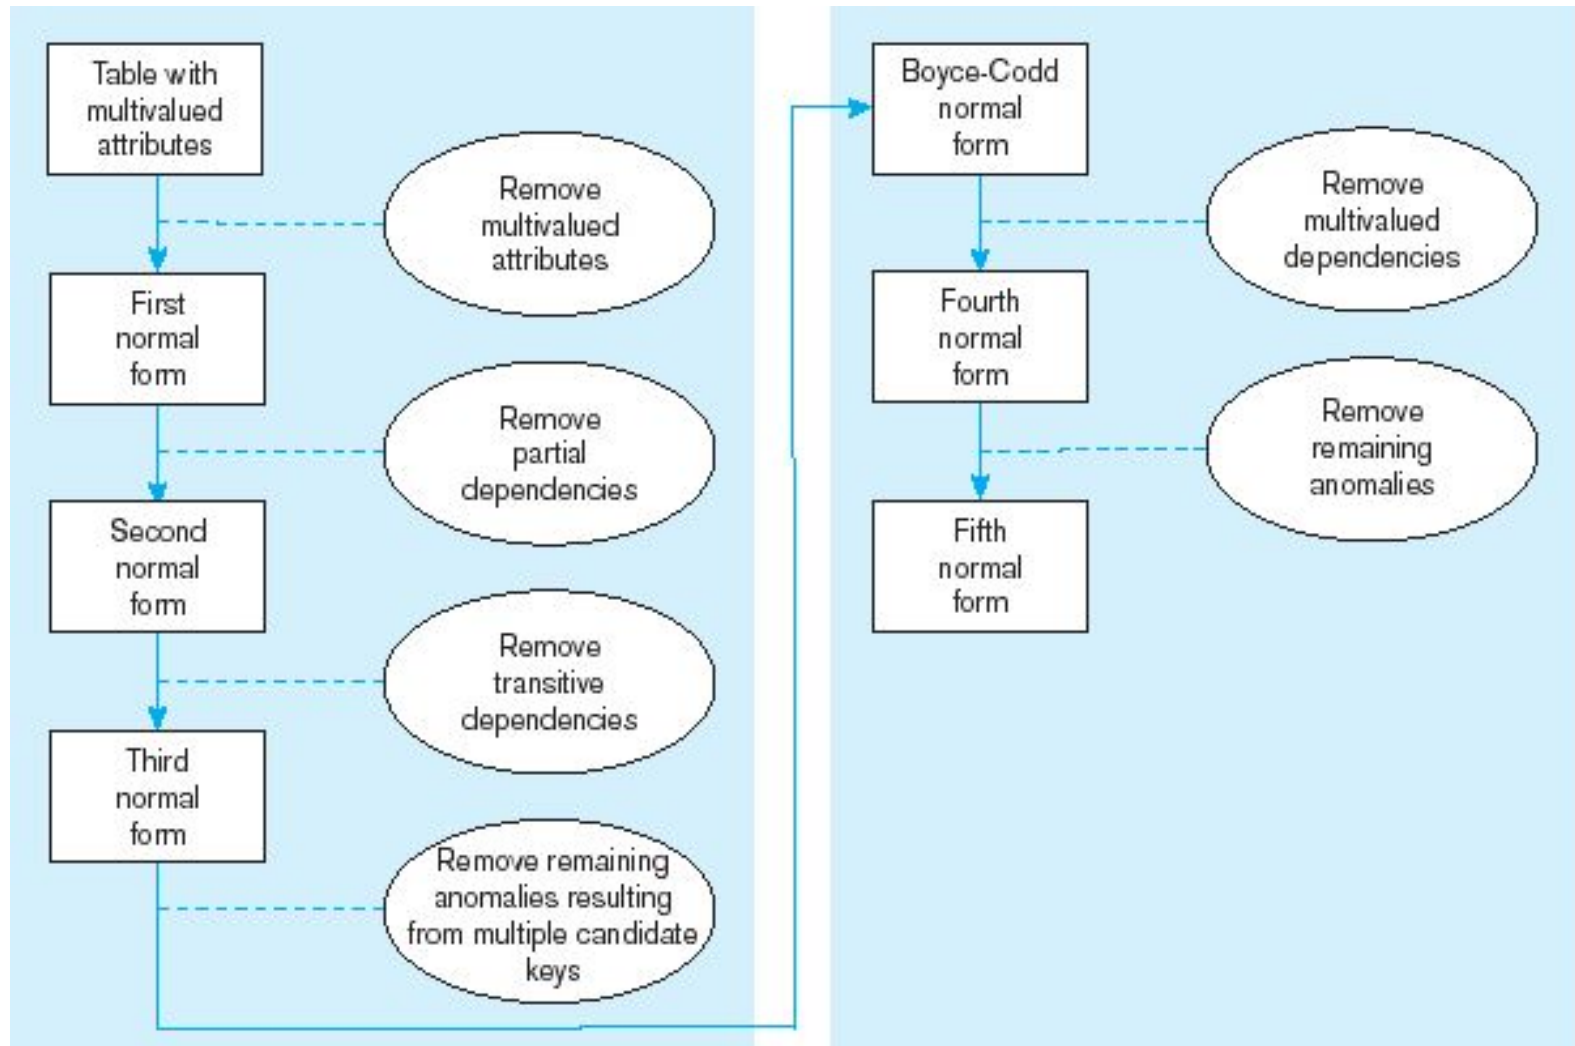 Table with
multivalued
attributes
Remove
multivalued
attributes
First
normal
form
Remove
partial
dependencies
Second
normal
form
Remove
transitive
dependencies
Third
normal
form
Remove remaining
anomalies resulting
from multiple candidate
keys
Boyce-Codd
normal
form
Remove
multivalued
dependencies
Fourth
normal
form
Remove
remaining
anomalies
Fifth
normal
form